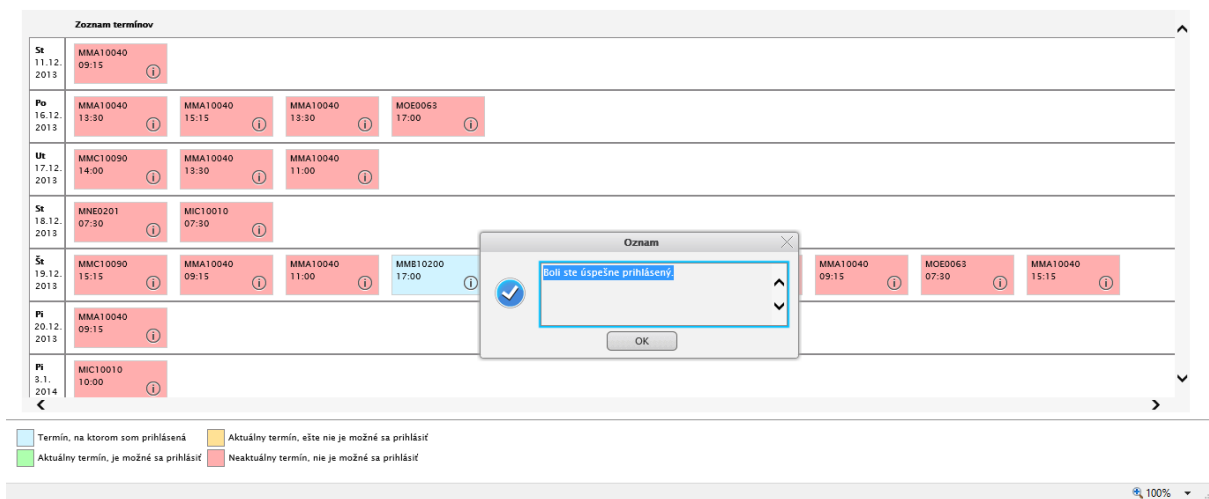 Zoznam termínov
St
11.12.
2013
MMA10040
09:15
Po
16.12.
2013
MMA10040
13:30
MMA10040
15:15
MMA10040
13:30
MOE0063
17:00
Ut
17.12.
2013
MMC10090
14:00
MMA10040
13:30
MMA10040
11:00
St
18.12.
2013
MNE0201
07:30
MIC10010
07:30
Št
19.12.
2013
MMC10090
15:15
MMA10040
09:15
MMA10040
11:00
MMB10200
17:00
MMA10040
09:15
MOE0063
07:30
MMA10040
15:15
Oznam
Boli ste úspešne prihlásený.
OK
Pi
20.12.
2013
MMA10040
09:15
Pi
3.1.
2014
MIC10010
10:00
Termín, na ktorom som prihlásená
Aktuálny termín, ešte nie je možné sa prihlásiť
Aktuálny termín, je možné sa prihlásiť
Neaktuálny termín, nie je možné sa prihlásiť
100%